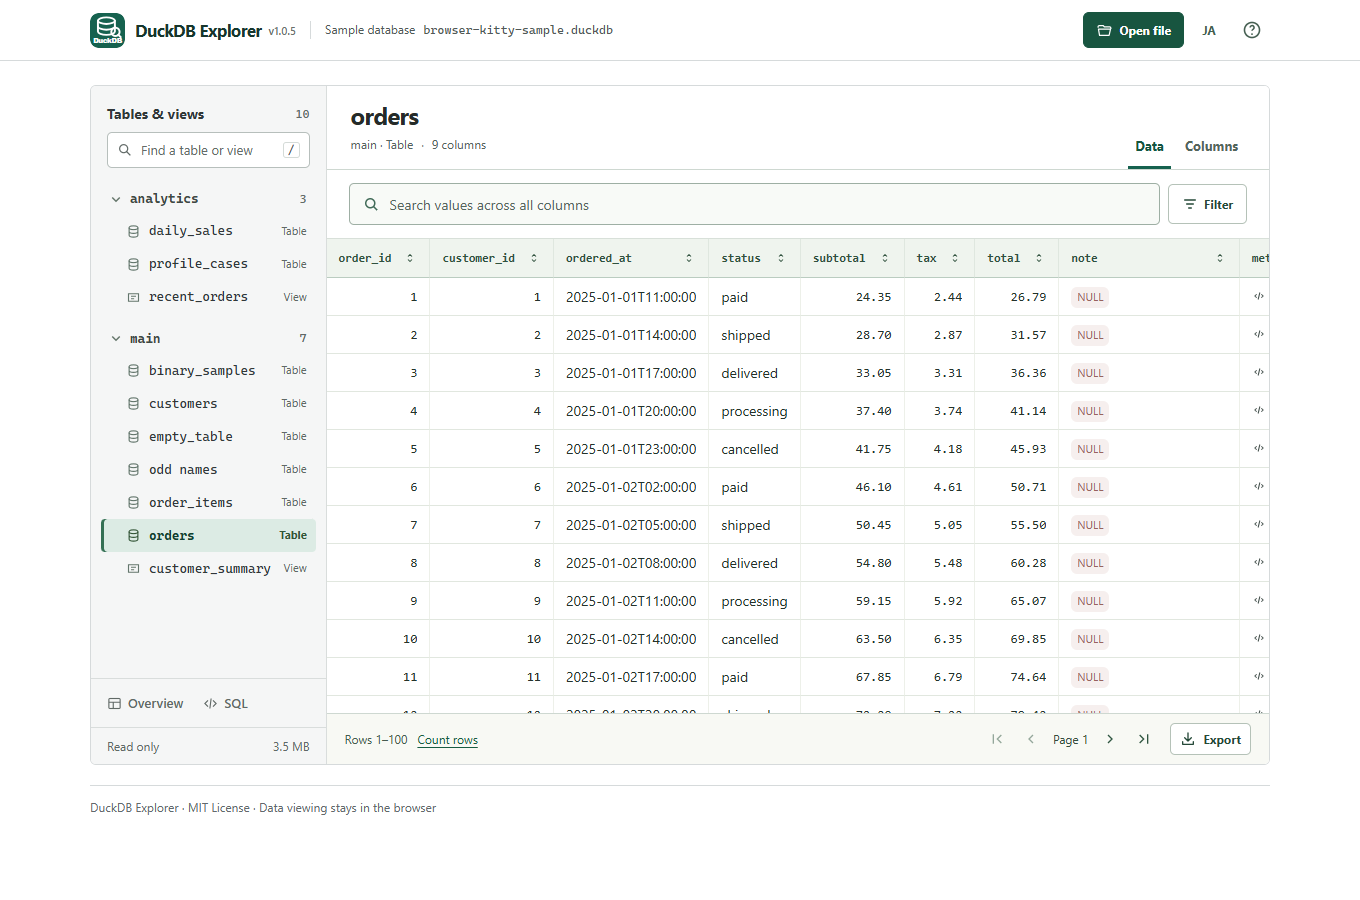 DuckDB
DuckDB Explorer v1.0.5
Sample database browser-kitty-sample.duckdb
Open file
JA
Tables & views 10
Find a table or view /
analytics 3
daily_sales Table
profile_cases Table
recent_orders View
main 7
binary_samples Table
customers Table
empty_table Table
odd names Table
order_items Table
orders Table
customer_summary View
Overview SQL
Read only 3.5 MB
orders
main · Table · 9 columns
Data Columns
Search values across all columns
Filter
order_id customer_id ordered_at status subtotal tax total note
1 1 2025-01-01T11:00:00 paid 24.35 2.44 26.79 NULL </>
2 2 2025-01-01T14:00:00 shipped 28.70 2.87 31.57 NULL </>
3 3 2025-01-01T17:00:00 delivered 33.05 3.31 36.36 NULL </>
4 4 2025-01-01T20:00:00 processing 37.40 3.74 41.14 NULL </>
5 5 2025-01-01T23:00:00 cancelled 41.75 4.18 45.93 NULL </>
6 6 2025-01-02T02:00:00 paid 46.10 4.61 50.71 NULL </>
7 7 2025-01-02T05:00:00 shipped 50.45 5.05 55.50 NULL </>
8 8 2025-01-02T08:00:00 delivered 54.80 5.48 60.28 NULL </>
9 9 2025-01-02T11:00:00 processing 59.15 5.92 65.07 NULL </>
10 10 2025-01-02T14:00:00 cancelled 63.50 6.35 69.85 NULL </>
11 11 2025-01-02T17:00:00 paid 67.85 6.79 74.64 NULL </>
Rows 1–100 Count rows
Page 1
Export
DuckDB Explorer · MIT License · Data viewing stays in the browser